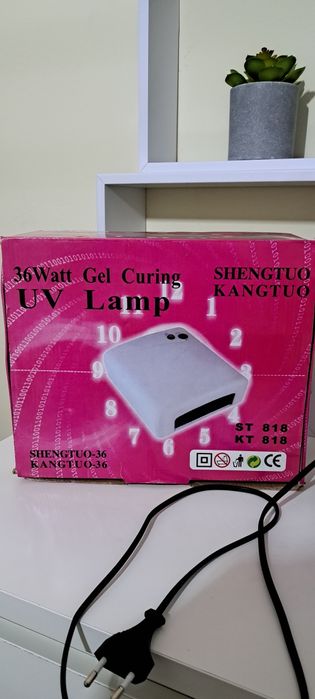 36Watt Gel Curing
UV Lamp
SHENGTUO
KANGTUO
12
1
2
3
4
5
6
7
8
9
10
ST 818
KT 818
SHENGTUO-36
KANGTUO-36
CE